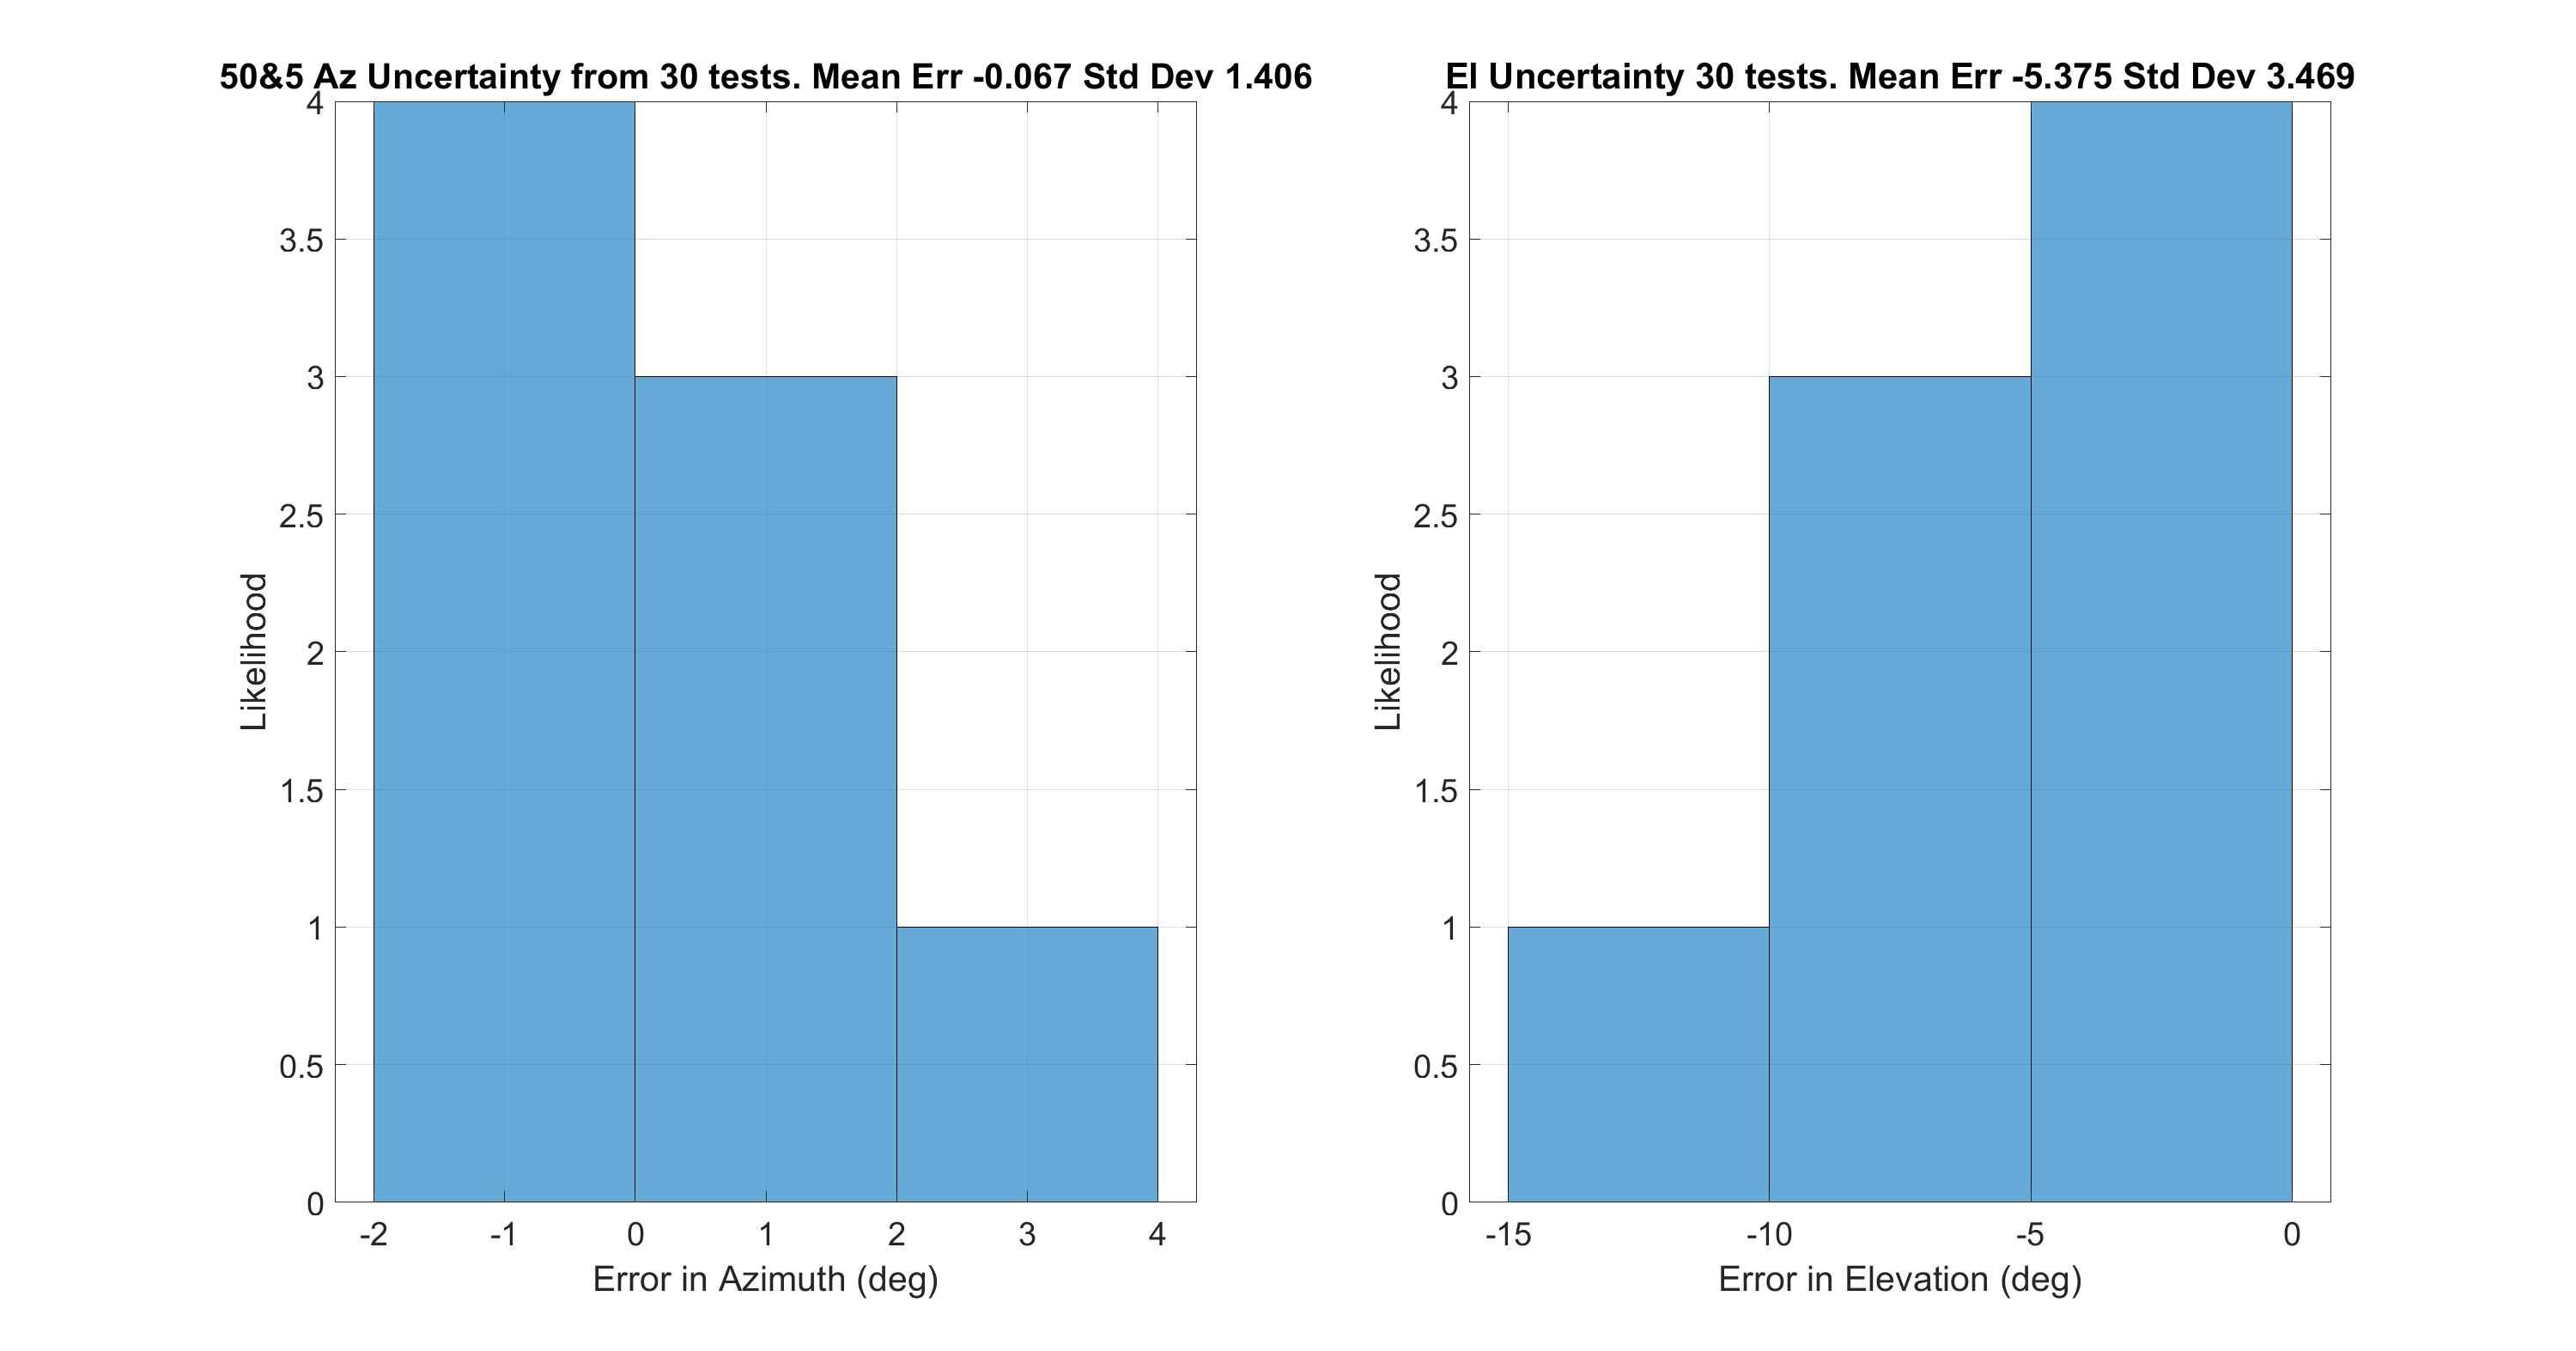 50&5 Az Uncertainty from 30 tests. Mean Err -0.067 Std Dev 1.406
4
3.5
3
2.5
2
1.5
1
0.5
0
Likelihood
-2 -1 0 1 2 3 4
Error in Azimuth (deg)
El Uncertainty 30 tests. Mean Err -5.375 Std Dev 3.469
4
3.5
3
2.5
2
1.5
1
0.5
0
Likelihood
-15 -10 -5 0
Error in Elevation (deg)